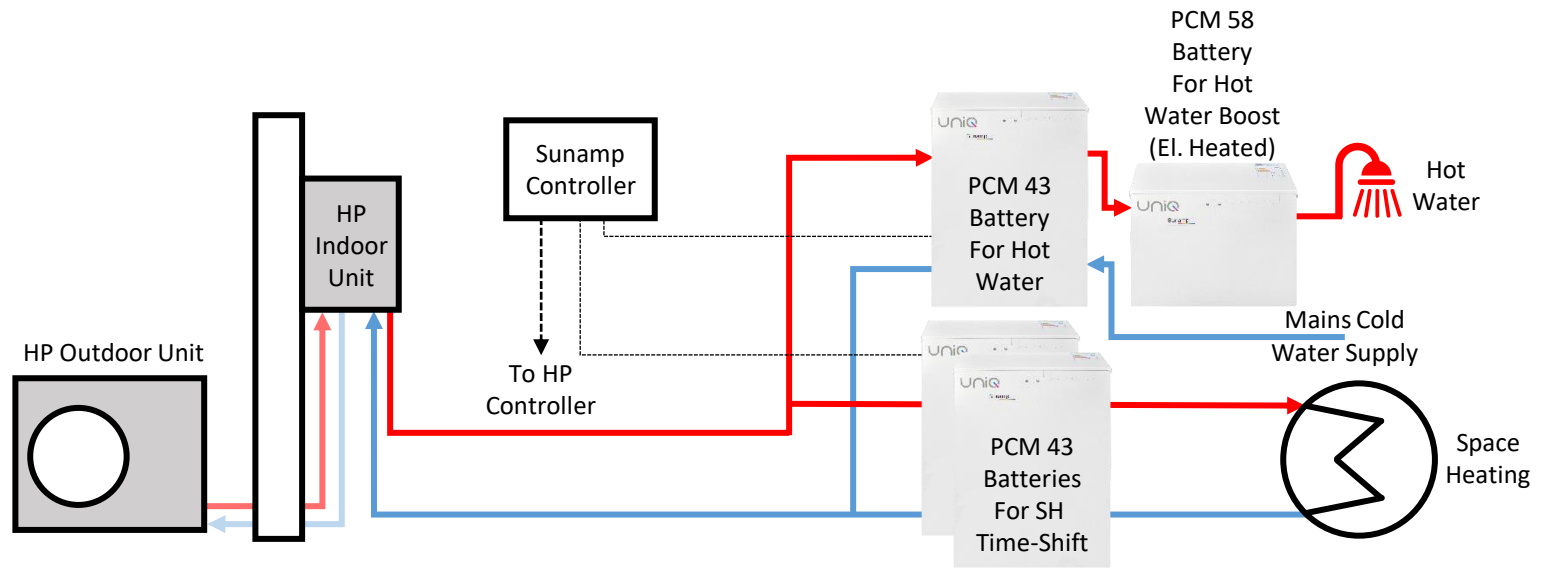 PCM 58
Battery
For Hot
Water Boost
(El. Heated)
UniQ
Sunamp
Controller
PCM 43
Battery
For Hot
Water
UniQ
Hot
Water
HP
Indoor
Unit
Mains Cold
Water Supply
HP Outdoor Unit
To HP
Controller
UniQ
UniQ
PCM 43
Batteries
For SH
Time-Shift
Space
Heating